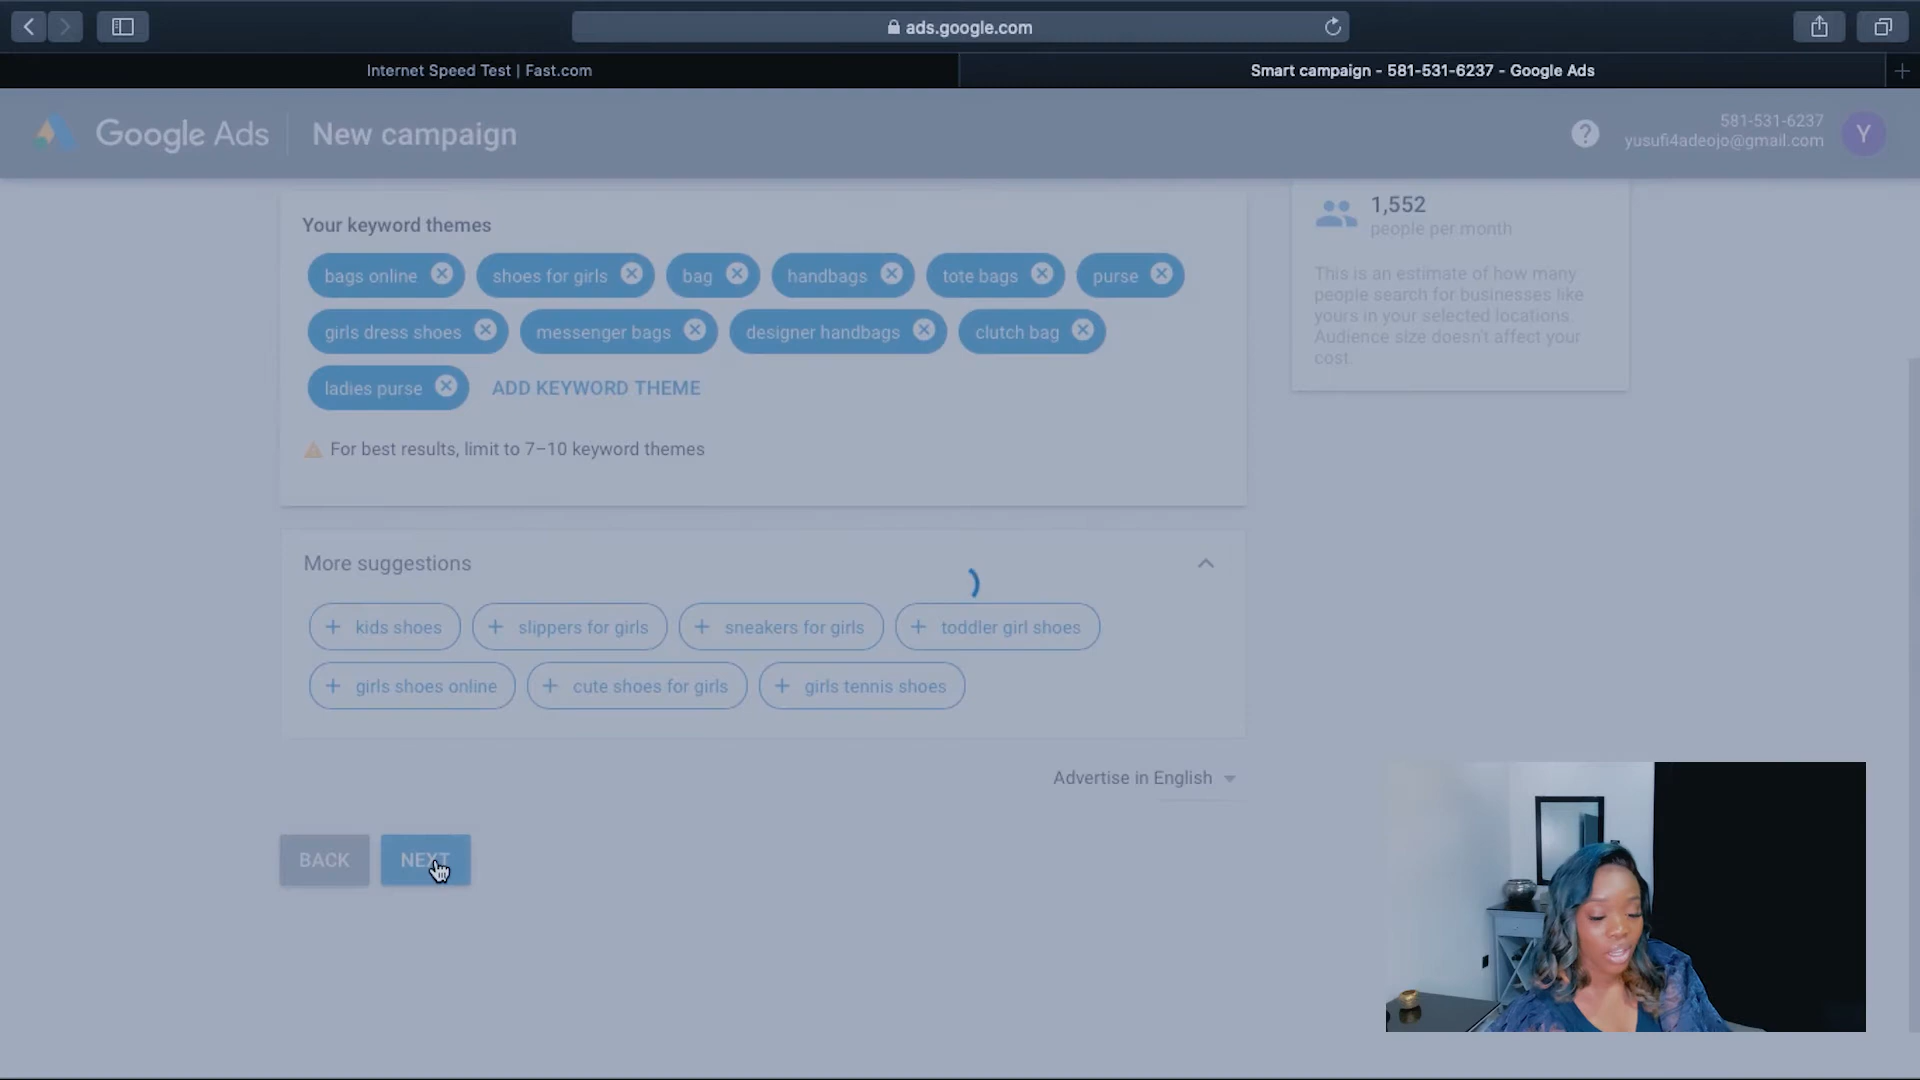 ads.google.com
Internet Speed Test | Fast.com
Smart campaign - 581-531-6237 - Google Ads
Google Ads
New campaign
581-531-6237
yusufi4adeojo@gmail.com
Y
Your keyword themes
bags online
shoes for girls
bag
handbags
tote bags
purse
girls dress shoes
messenger bags
designer handbags
clutch bag
ladies purse
ADD KEYWORD THEME
For best results, limit to 7–10 keyword themes
1,552
people per month
This is an estimate of how many
people search for businesses like
yours in your selected locations.
Audience size doesn't affect your
cost.
More suggestions
+ kids shoes
+ slippers for girls
+ sneakers for girls
+ toddler girl shoes
+ girls shoes online
+ cute shoes for girls
+ girls tennis shoes
Advertise in English
BACK
NEXT